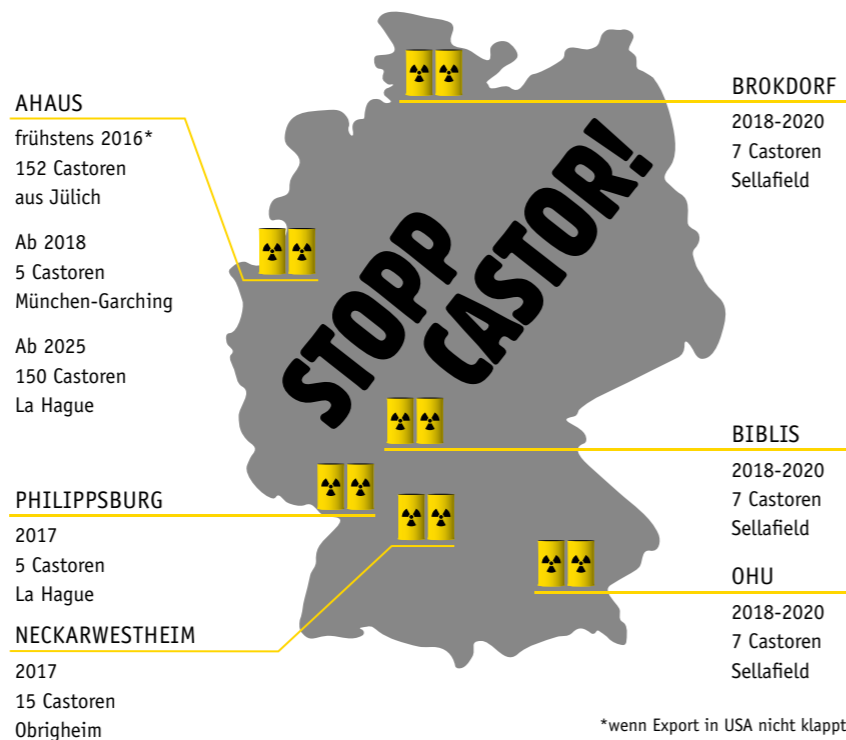 AHAUS
frühstens 2016*
152 Castoren
aus Jülich
Ab 2018
5 Castoren
München-Garching
Ab 2025
150 Castoren
La Hague
PHILIPPSBURG
2017
5 Castoren
La Hague
NECKARWESTHEIM
2017
15 Castoren
Obrigheim
STOPP
CASTOR!
BROKDORF
2018-2020
7 Castoren
Sellafield
BIBLIS
2018-2020
7 Castoren
Sellafield
OHU
2018-2020
7 Castoren
Sellafield
*wenn Export in USA nicht klappt